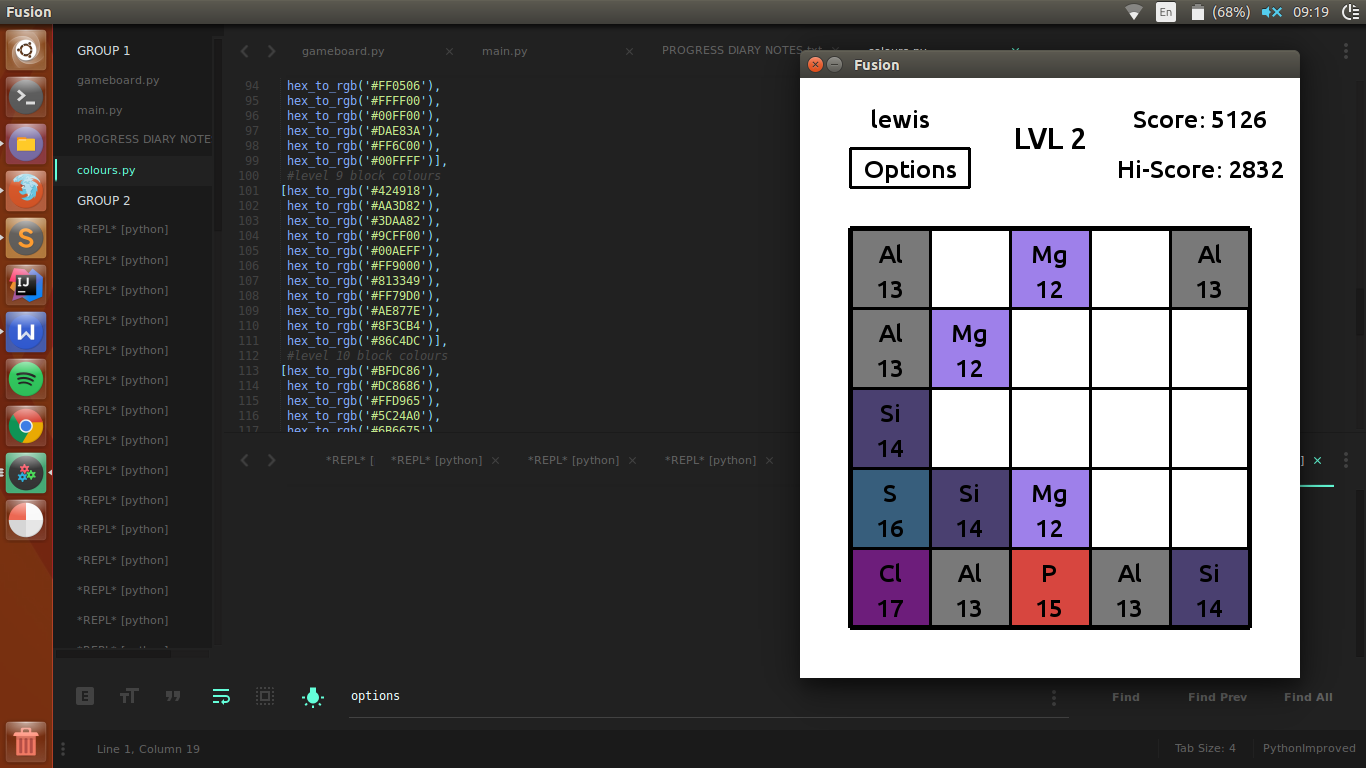 Fusion
En
(68%)
09:19
GROUP 1
gameboard.py
main.py
PROGRESS DIARY NOTE
colours.py
GROUP 2
*REPL* [python]
*REPL* [python]
*REPL* [python]
*REPL* [python]
*REPL* [python]
*REPL* [python]
*REPL* [python]
*REPL* [python]
*REPL* [python]
*REPL* [python]
*REPL* [python]
*REPL* [python]
*REPL* [python]
*REPL* [python]
gameboard.py
main.py
PROGRESS DIARY NOTES.txt
colours.py
94 hex_to_rgb('#FF0506'),
95 hex_to_rgb('#FFFF00'),
96 hex_to_rgb('#00FF00'),
97 hex_to_rgb('#DAE83A'),
98 hex_to_rgb('#FF6C00'),
99 hex_to_rgb('#00FFFF')],
100 #level 9 block colours
101 [hex_to_rgb('#424918'),
102 hex_to_rgb('#AA3D82'),
103 hex_to_rgb('#3DAA82'),
104 hex_to_rgb('#9CFF00'),
105 hex_to_rgb('#00AEFF'),
106 hex_to_rgb('#FF9000'),
107 hex_to_rgb('#813349'),
108 hex_to_rgb('#FF79D0'),
109 hex_to_rgb('#AE877E'),
110 hex_to_rgb('#8F3CB4'),
111 hex_to_rgb('#86C4DC')],
112 #level 10 block colours
113 [hex_to_rgb('#BFDC86'),
114 hex_to_rgb('#DC8686'),
115 hex_to_rgb('#FFD965'),
116 hex_to_rgb('#5C24A0'),
117 hex_to_rgb('#6B6675')
*REPL* [
*REPL* [python]
*REPL* [python]
*REPL* [python]
Fusion
lewis
Options
LVL 2
Score: 5126
Hi-Score: 2832
Al Mg Al
13 12 13
Al Mg
13 12
Si
14
S Si Mg
16 14 12
Cl Al P Al Si
17 13 15 13 14
options
Find
Find Prev
Find All
Line 1, Column 19
Tab Size: 4
PythonImproved